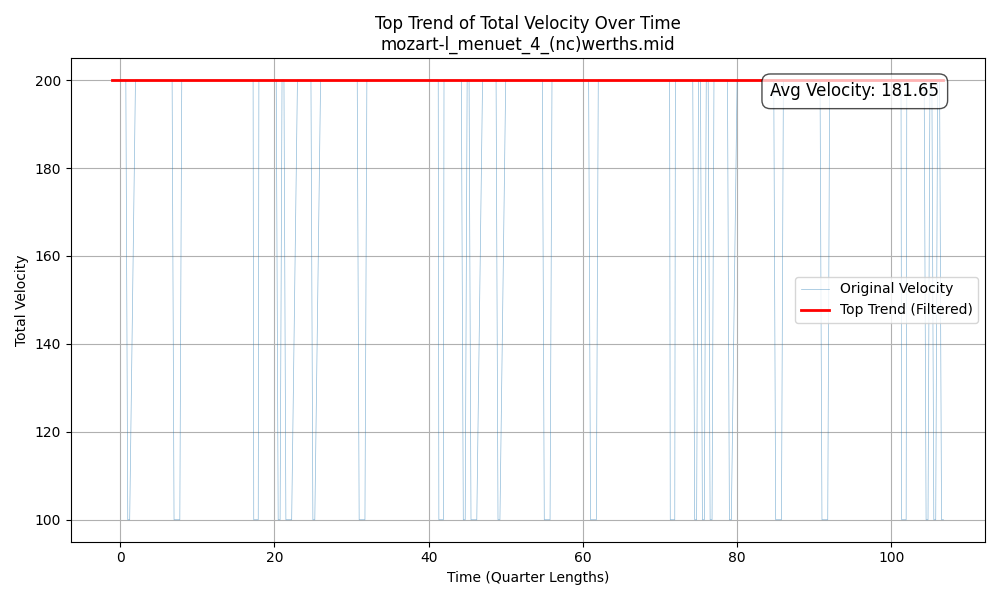 Top Trend of Total Velocity Over Time
mozart-l_menuet_4_(nc)werths.mid
Avg Velocity: 181.65
200
180
160
140
120
100
Total Velocity
Original Velocity
Top Trend (Filtered)
0 20 40 60 80 100
Time (Quarter Lengths)